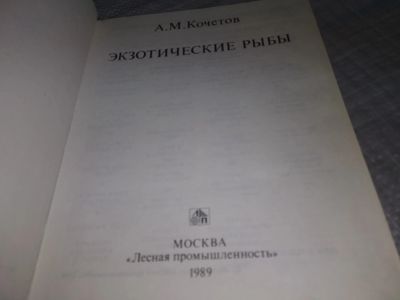 А.М.Кочетов
ЭКЗОТИЧЕСКИЕ РЫБЫ
МОСКВА
«Лесная промышленность»
1989